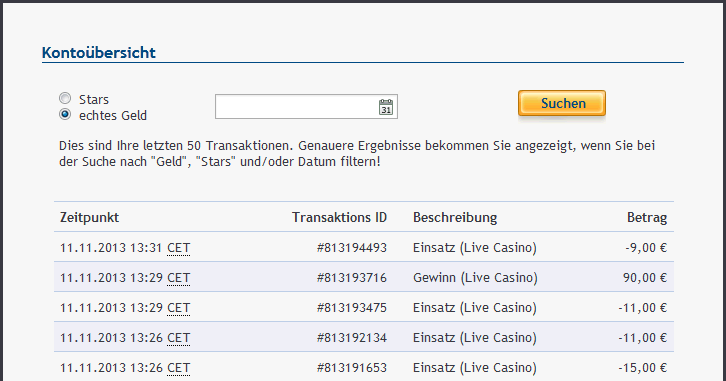 Kontoübersicht
Stars
echtes Geld
31
Suchen
Dies sind Ihre letzten 50 Transaktionen. Genauere Ergebnisse bekommen Sie angezeigt, wenn Sie bei
der Suche nach "Geld", "Stars" und/oder Datum filtern!
Zeitpunkt Transaktions ID Beschreibung Betrag
11.11.2013 13:31 CET #813194493 Einsatz (Live Casino) -9,00 €
11.11.2013 13:29 CET #813193716 Gewinn (Live Casino) 90,00 €
11.11.2013 13:29 CET #813193475 Einsatz (Live Casino) -11,00 €
11.11.2013 13:26 CET #813192134 Einsatz (Live Casino) -11,00 €
11.11.2013 13:26 CET #813191653 Einsatz (Live Casino) -15,00 €